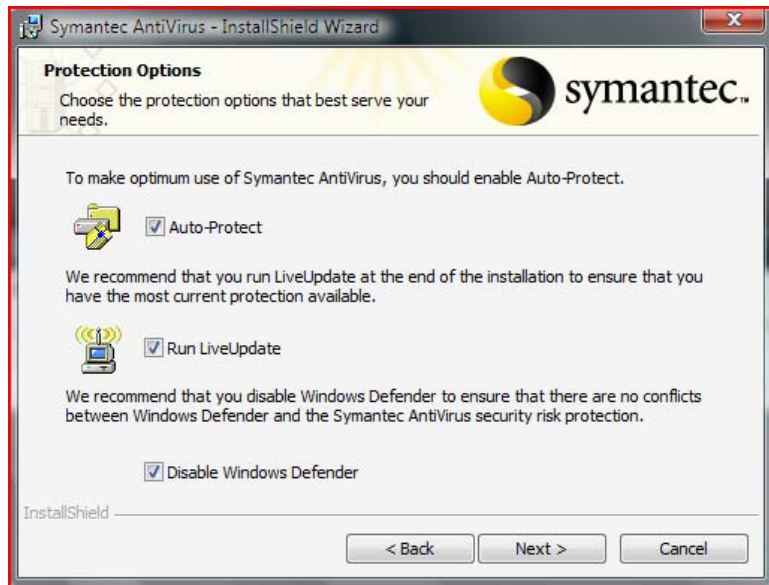 Symantec AntiVirus - InstallShield Wizard
Protection Options
Choose the protection options that best serve your
needs.
symantec™
To make optimum use of Symantec AntiVirus, you should enable Auto-Protect.
Auto-Protect
We recommend that you run LiveUpdate at the end of the installation to ensure that you
have the most current protection available.
Run LiveUpdate
We recommend that you disable Windows Defender to ensure that there are no conflicts
between Windows Defender and the Symantec AntiVirus security risk protection.
Disable Windows Defender
InstallShield
< Back
Next >
Cancel